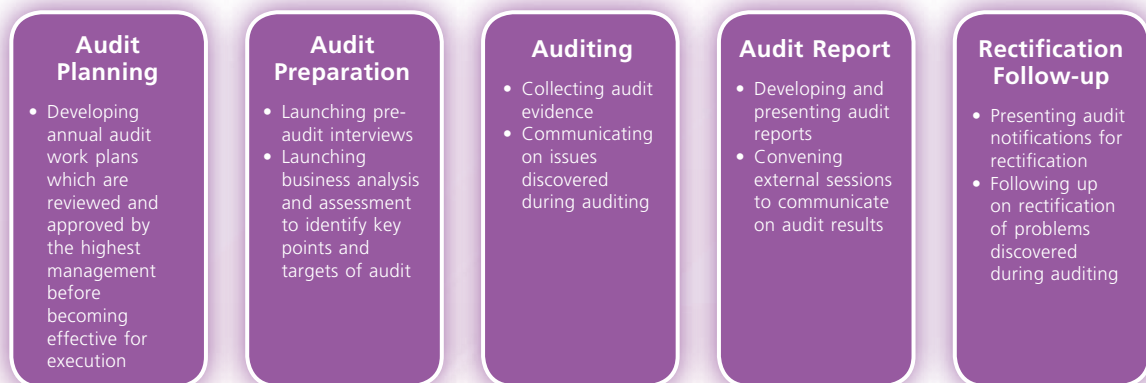 Audit
Planning
• Developing
annual audit
work plans
which are
reviewed and
approved by
the highest
management
before
becoming
effective for
execution
Audit
Preparation
• Launching pre-
audit interviews
• Launching
business analysis
and assessment
to identify key
points and
targets of audit
Auditing
• Collecting audit
evidence
• Communicating
on issues
discovered
during auditing
Audit Report
• Developing and
presenting audit
reports
• Convening
external sessions
to communicate
on audit results
Rectification
Follow-up
• Presenting audit
notifications for
rectification
• Following up
on rectification
of problems
discovered
during auditing